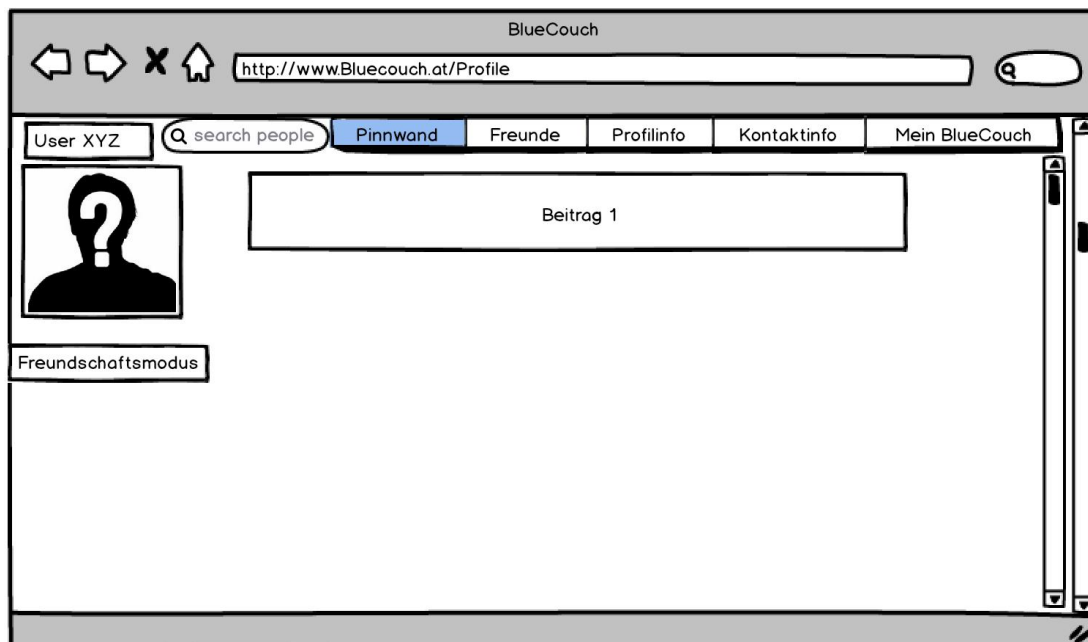 BlueCouch
http://www.Bluecouch.at/Profile
User XYZ
search people
Pinnwand
Freunde
Profilinfo
Kontaktinfo
Mein BlueCouch
Beitrag 1
?
Freundschaftsmodus